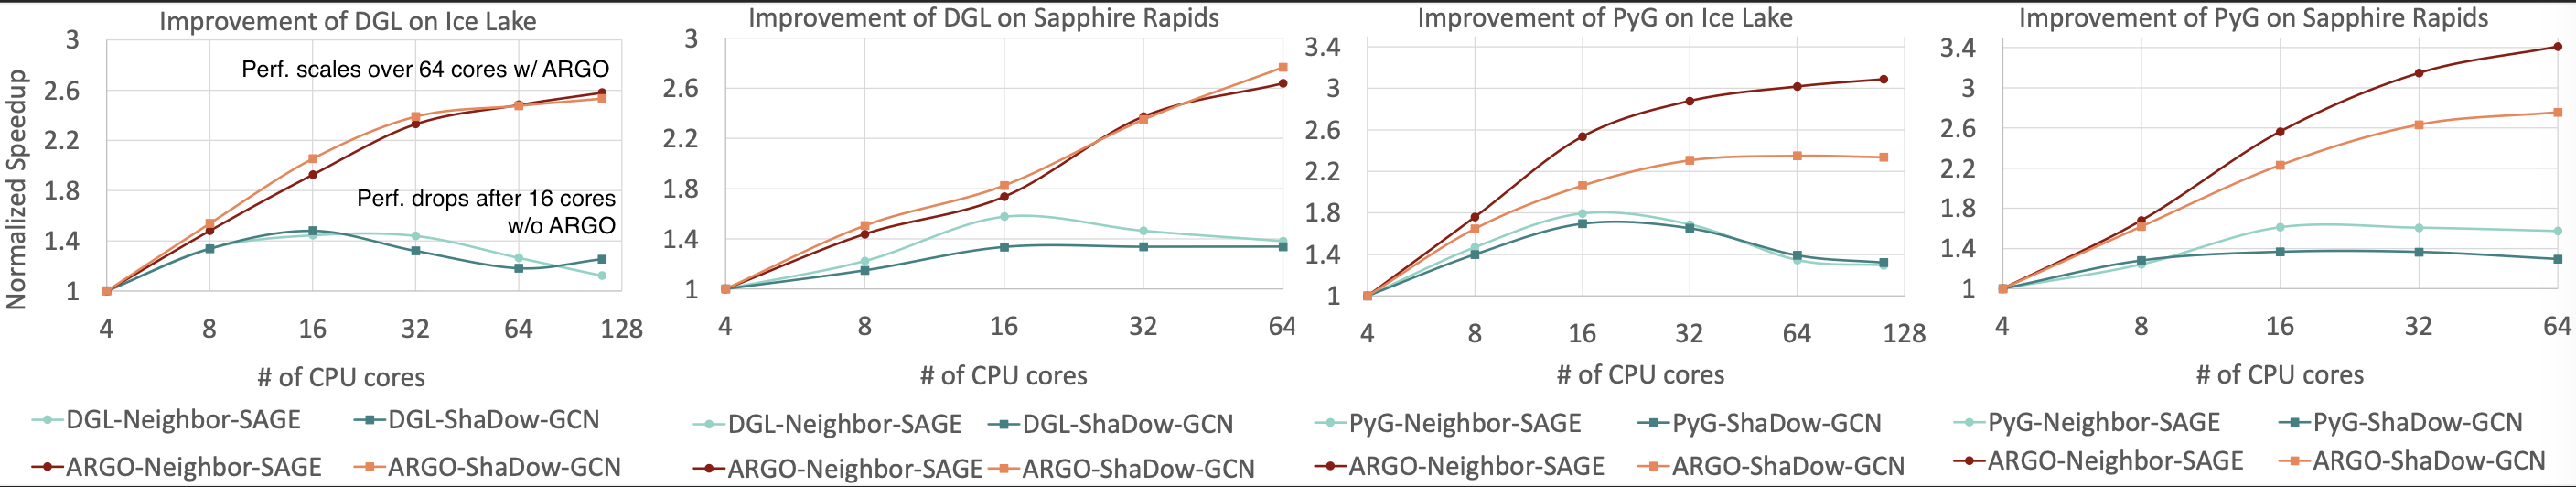 Improvement of DGL on Ice Lake
Normalized Speedup
3
2.6
2.2
1.8
1.4
1
Perf. scales over 64 cores w/ ARGO
Perf. drops after 16 cores
w/o ARGO
4 8 16 32 64 128
# of CPU cores
DGL-Neighbor-SAGE DGL-ShaDow-GCN
ARGO-Neighbor-SAGE ARGO-ShaDow-GCN
Improvement of DGL on Sapphire Rapids
3
2.6
2.2
1.8
1.4
1
4 8 16 32 64
# of CPU cores
DGL-Neighbor-SAGE DGL-ShaDow-GCN
ARGO-Neighbor-SAGE ARGO-ShaDow-GCN
Improvement of PyG on Ice Lake
3.4
3
2.6
2.2
1.8
1.4
1
4 8 16 32 64 128
# of CPU cores
PyG-Neighbor-SAGE PyG-ShaDow-GCN
ARGO-Neighbor-SAGE ARGO-ShaDow-GCN
Improvement of PyG on Sapphire Rapids
3.4
3
2.6
2.2
1.8
1.4
1
4 8 16 32 64
# of CPU cores
PyG-Neighbor-SAGE PyG-ShaDow-GCN
ARGO-Neighbor-SAGE ARGO-ShaDow-GCN